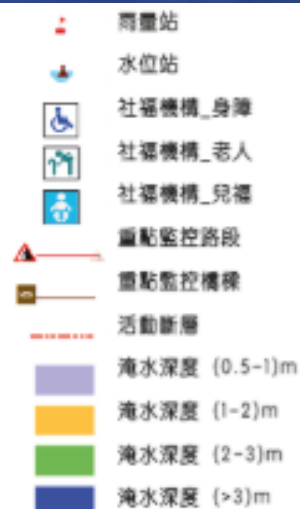 雨量站
水位站
社福機構_身障
社福機構_老人
社福機構_兒福
重點監控路段
重點監控橋樑
活動斷層
淹水深度 (0.5-1)m
淹水深度 (1-2)m
淹水深度 (2-3)m
淹水深度 (>3)m